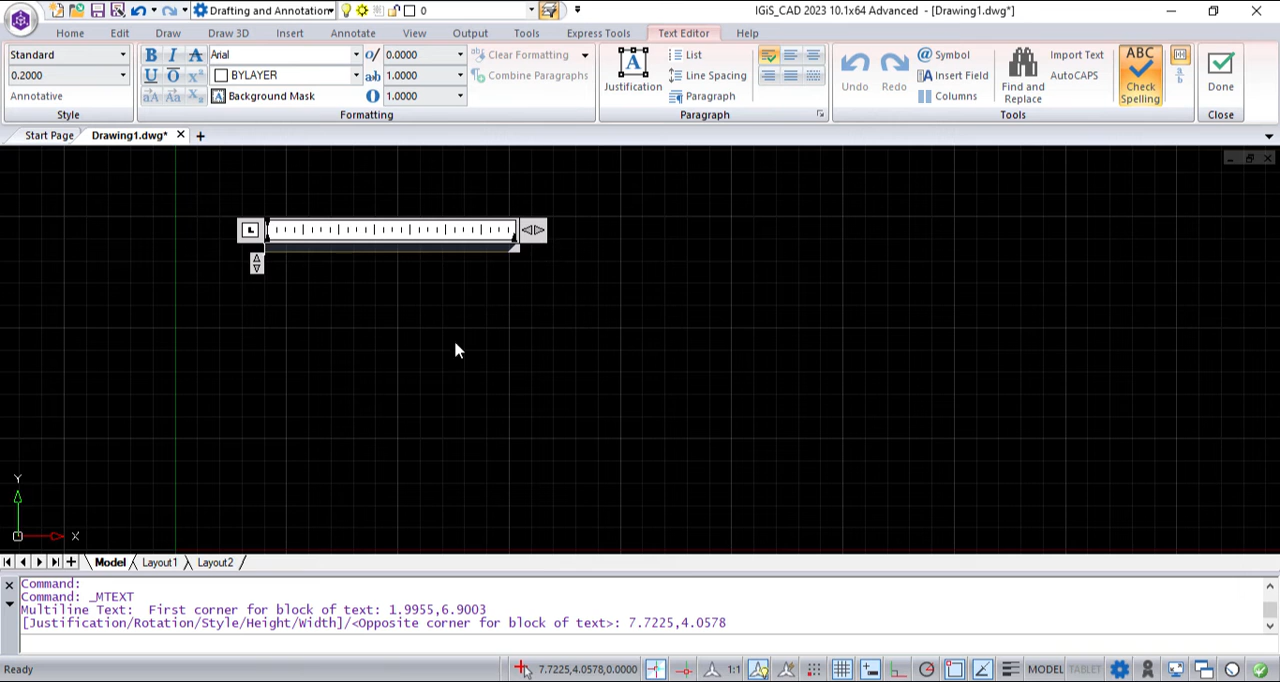 Drafting and Annotation
0
IGiS_CAD 2023 10.1x64 Advanced - [Drawing1.dwg*]
Home Edit Draw Draw 3D Insert Annotate View Output Tools Express Tools Text Editor Help
Standard
0.2000
Annotative
Style
B I A Arial 0.0000 Clear Formatting
U O X BYLAYER ab 1.0000 Combine Paragraphs
aA Aa X Background Mask O 1.0000
Formatting
A
Justification
List
Line Spacing
Paragraph
Paragraph
Undo
Redo
@ Symbol
Insert Field
Columns
Find and
Replace
Import Text
AutoCAPS
ABC
Check
Spelling
a
b
Tools
Done
Close
Start Page Drawing1.dwg*
L
Y
X
Model Layout1 Layout2
Command:
Command: _MTEXT
Multiline Text:  First corner for block of text: 1.9955,6.9003
[Justification/Rotation/Style/Height/Width]/<Opposite corner for block of text>: 7.7225,4.0578
Ready
7.7225,4.0578,0.0000
1:1
MODEL TABLET